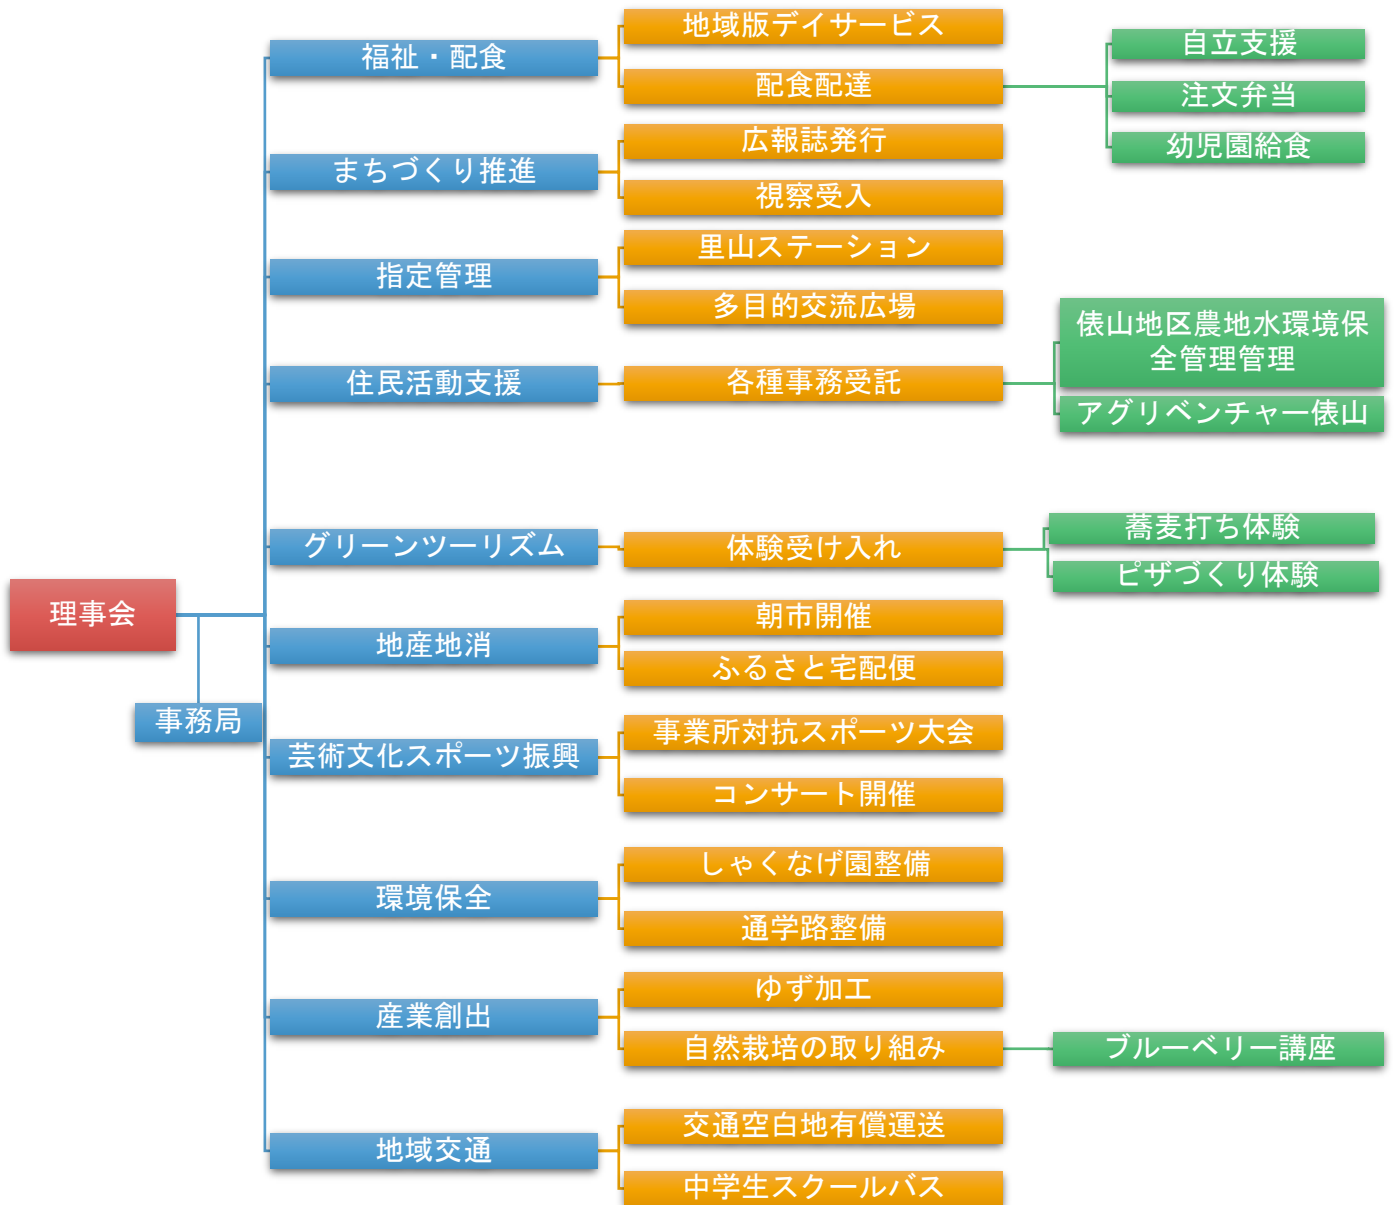 理事会
事務局
福祉・配食
地域版デイサービス
配食配達
自立支援
注文弁当
幼児園給食
まちづくり推進
広報誌発行
視察受入
指定管理
里山ステーション
多目的交流広場
住民活動支援
各種事務受託
俵山地区農地水環境保
全管理管理
アグリベンチャー俵山
グリーンツーリズム
体験受け入れ
蕎麦打ち体験
ピザづくり体験
地産地消
朝市開催
ふるさと宅配便
芸術文化スポーツ振興
事業所対抗スポーツ大会
コンサート開催
環境保全
しゃくなげ園整備
通学路整備
産業創出
ゆず加工
自然栽培の取り組み
ブルーベリー講座
地域交通
交通空白地有償運送
中学生スクールバス